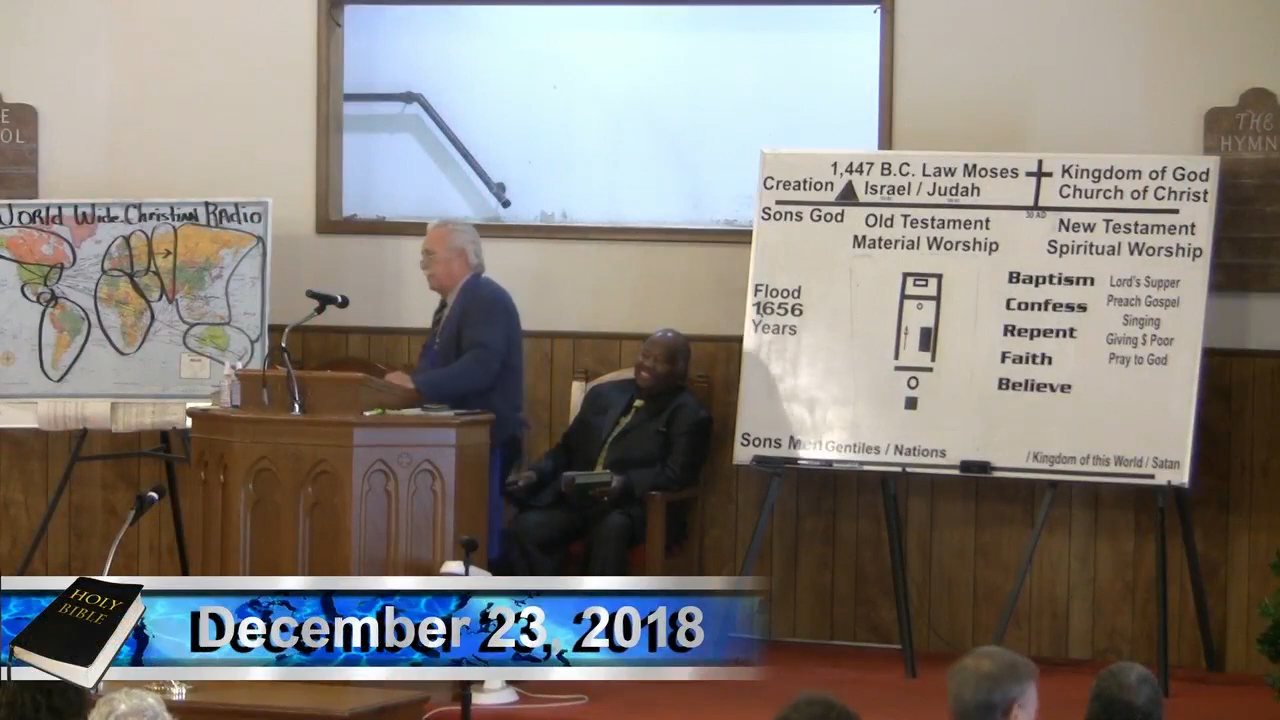 OL
World Wide Christian Radio
THE
HYMN
1,447 B.C. Law Moses
Creation
Israel / Judah
Kingdom of God
Church of Christ
30 AD
Sons God
Old Testament
Material Worship
New Testament
Spiritual Worship
Flood
1656
Years
Baptism
Confess
Repent
Faith
Believe
Lord's Supper
Preach Gospel
Singing
Giving $ Poor
Pray to God
Sons Men Gentiles / Nations
/ Kingdom of this World / Satan
HOLY
BIBLE
December 23, 2018